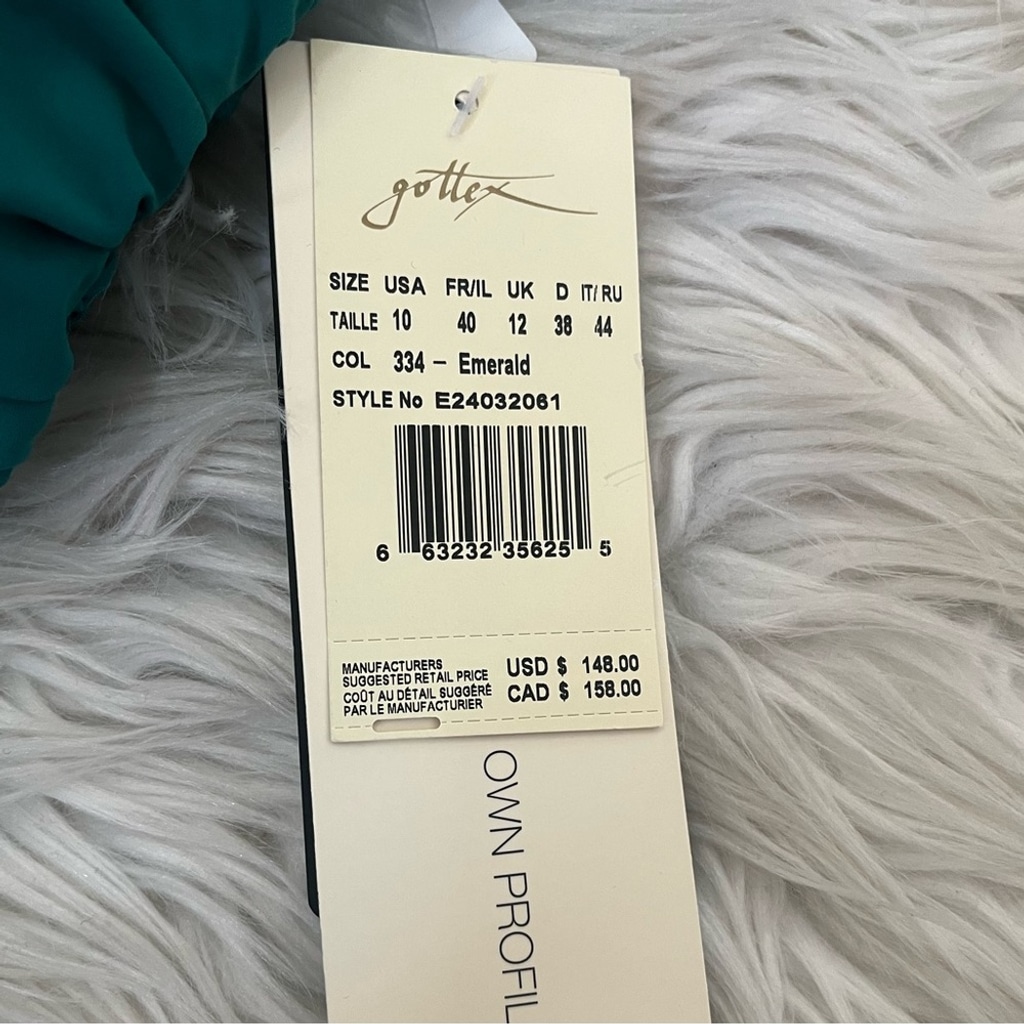 gottex
SIZE USA FR/IL UK D IT/RU
TAILLE 10 40 12 38 44
COL 334 - Emerald
STYLE No E24032061
6 63232 35625 5
MANUFACTURERS
SUGGESTED RETAIL PRICE
COÛT AU DÉTAIL SUGGÉRÉ
PAR LE MANUFACTURIER
USD $ 148.00
CAD $ 158.00
OWN PROFIL